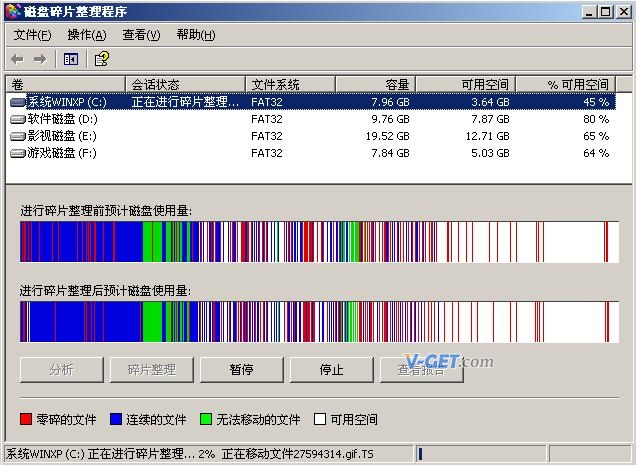 磁盘碎片整理程序
文件(F) 操作(A) 查看(V) 帮助(H)
卷 会话状态 文件系统 容量 可用空间 % 可用空间
系统WINXP (C:) 正在进行碎片整理... FAT32 7.96 GB 3.64 GB 45 %
软件磁盘 (D:) FAT32 9.76 GB 7.87 GB 80 %
影视磁盘 (E:) FAT32 19.52 GB 12.71 GB 65 %
游戏磁盘 (F:) FAT32 7.84 GB 5.03 GB 64 %
进行碎片整理前预计磁盘使用量:
进行碎片整理后预计磁盘使用量:
V-GET.com
分析 碎片整理 暂停 停止 查看报告
零碎的文件 连续的文件 无法移动的文件 可用空间
系统WINXP (C:) 正在进行碎片整理... 2% 正在移动文件27594314.gif.TS